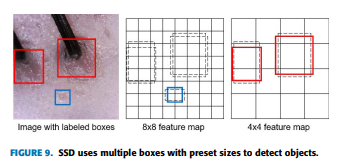 Image with labeled boxes
8x8 feature map
4x4 feature map
FIGURE 9. SSD uses multiple boxes with preset sizes to detect objects.